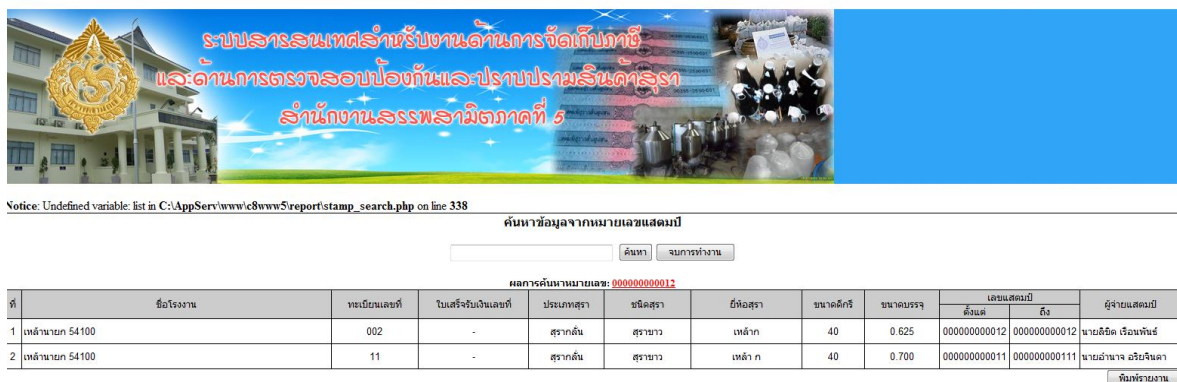 ระบบสารสนเทศสำหรับงานด้านการจัดเก็บภาษี
และด้านการตรวจสอบป้องกันและปราบปรามสินค้าสุรา
สำนักงานสรรพสามิตภาคที่ 5
Notice: Undefined variable: list in C:\AppServ\www\c8www5\report\stamp_search.php on line 338
ค้นหาข้อมูลจากหมายเลขแสตมป์
ค้นหา จบการทำงาน
ผลการค้นหาหมายเลข: 000000000012
ที่ ชื่อโรงงาน ทะเบียนเลขที่ ใบเสร็จรับเงินเลขที่ ประเภทสุรา ชนิดสุรา ยี่ห้อสุรา ขนาดดีกรี ขนาดบรรจุ เลขแสตมป์ ผู้จ่ายแสตมป์
ตั้งแต่ ถึง
1 เหล้านายก 54100 002 - สุรากลั่น สุราขาว เหล้าก 40 0.625 000000000012 000000000012 นายลิขิด เรือนพันธ์
2 เหล้านายก 54100 11 - สุรากลั่น สุราขาว เหล้า ก 40 0.700 000000000011 000000000111 นายอำนาจ อริยจินดา
พิมพ์รายงาน